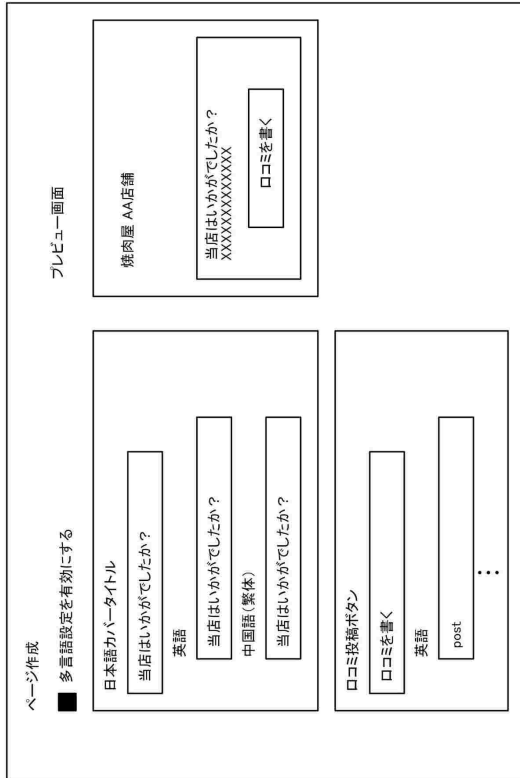 ページ作成
■ 多言語設定を有効にする
日本語カバータイトル
当店はいかがでしたか？
英語
当店はいかがでしたか？
中国語（繁体）
当店はいかがでしたか？
口コミ投稿ボタン
口コミを書く
英語
post
⋮
プレビュー画面
焼肉屋 AA店舗
当店はいかがでしたか？
XXXXXXXXXXXXX
口コミを書く